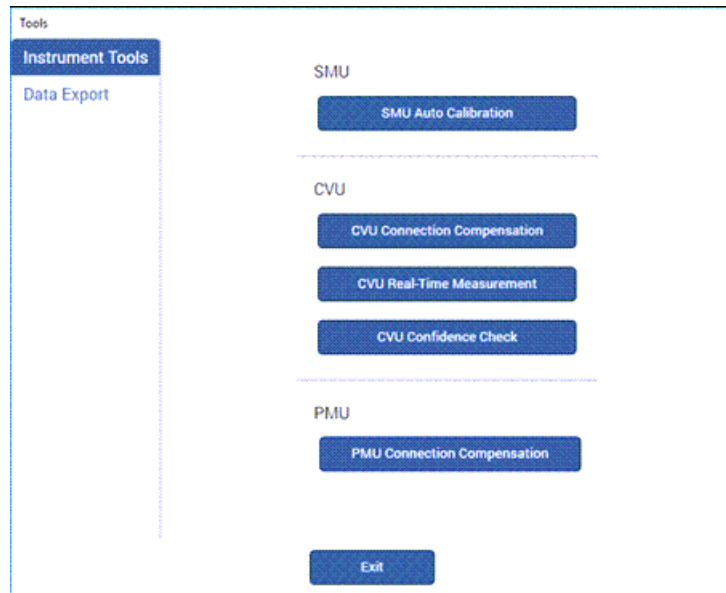 Tools
Instrument Tools
Data Export
SMU
SMU Auto Calibration
CVU
CVU Connection Compensation
CVU Real-Time Measurement
CVU Confidence Check
PMU
PMU Connection Compensation
Exit